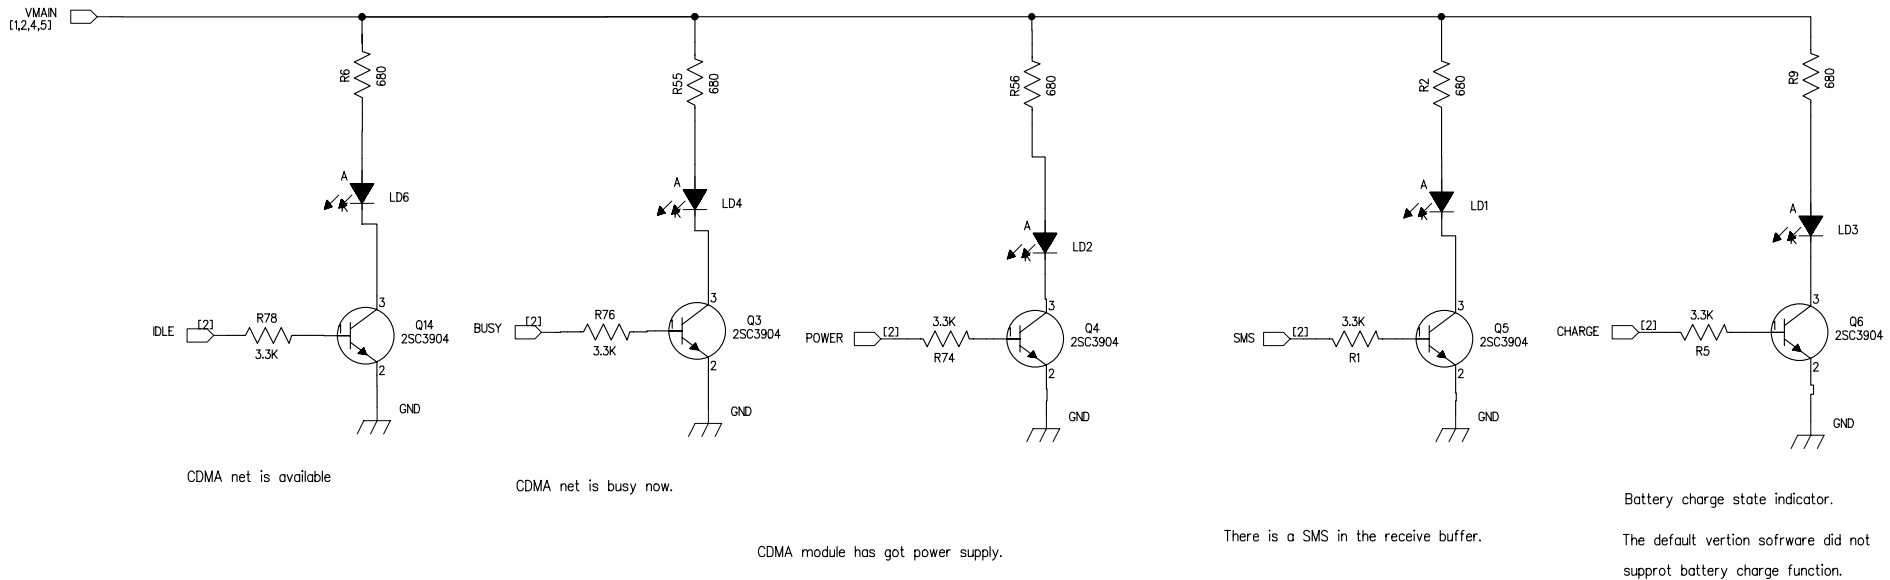 VMAIN
[1,2,4,5]
R6
680
R55
680
R56
680
R2
680
R9
680
A
K
LD6
A
K
LD4
A
K
LD2
A
K
LD1
A
K
LD3
IDLE
[2]
R78
3.3K
1
3
2
Q14
2SC3904
GND
BUSY
[2]
R76
3.3K
1
3
2
Q3
2SC3904
GND
POWER
[2]
3.3K
R74
1
3
2
Q4
2SC3904
GND
SMS
[2]
3.3K
R1
1
3
2
Q5
2SC3904
GND
CHARGE
[2]
3.3K
R5
1
3
2
Q6
2SC3904
GND
CDMA net is available
CDMA net is busy now.
CDMA module has got power supply.
There is a SMS in the receive buffer.
Battery charge state indicator.
The default vertion sofrware did not
supprot battery charge function.